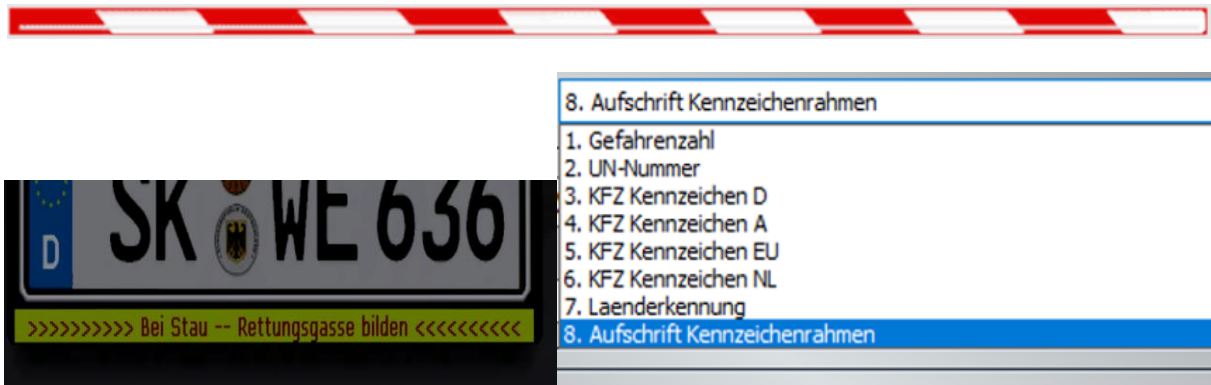 8. Aufschrift Kennzeichenrahmen
1. Gefahrenzahl
2. UN-Nummer
3. KFZ Kennzeichen D
4. KFZ Kennzeichen A
5. KFZ Kennzeichen EU
6. KFZ Kennzeichen NL
7. Laenderkennung
8. Aufschrift Kennzeichenrahmen
D SK WE 636
>>>>>>>>>> Bei Stau -- Rettungsgasse bilden <<<<<<<<<<